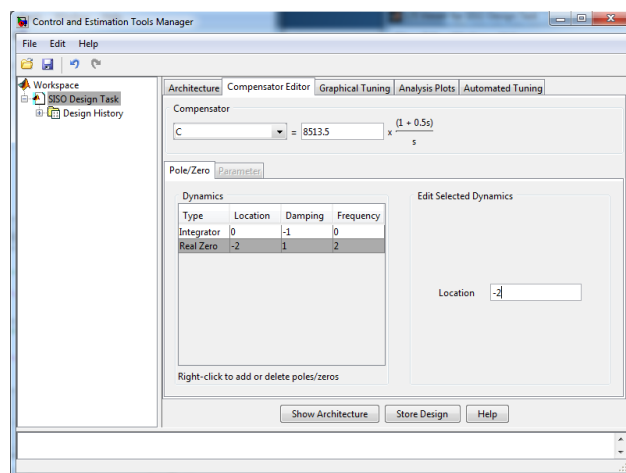 Control and Estimation Tools Manager
File Edit Help
Workspace
SISO Design Task
Design History
Architecture Compensator Editor Graphical Tuning Analysis Plots Automated Tuning
Compensator
C = 8513.5 x (1 + 0.5s)
s
Pole/Zero Parameter
Dynamics
Type Location Damping Frequency
Integrator 0 -1 0
Real Zero -2 1 2
Right-click to add or delete poles/zeros
Edit Selected Dynamics
Location -2
Show Architecture Store Design Help